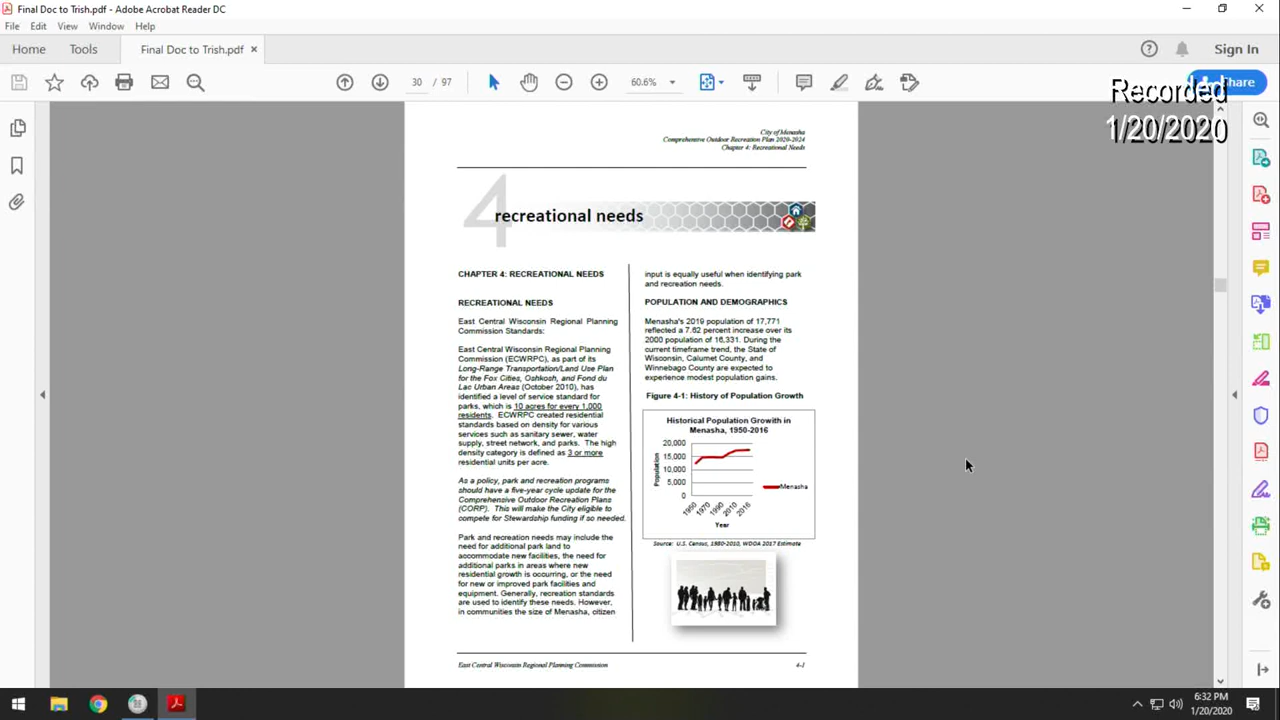 Final Doc to Trish.pdf - Adobe Acrobat Reader DC
File Edit View Window Help
Home Tools Final Doc to Trish.pdf × Sign In
30 / 97 60.6% Share
Recorded
1/20/2020
City of Menasha
Comprehensive Outdoor Recreation Plan 2020-2024
Chapter 4: Recreational Needs
4 recreational needs
CHAPTER 4: RECREATIONAL NEEDS
RECREATIONAL NEEDS
East Central Wisconsin Regional Planning
Commission Standards:
East Central Wisconsin Regional Planning
Commission (ECWRPC), as part of its
Long-Range Transportation/Land Use Plan
for the Fox Cities, Oshkosh, and Fond du
Lac Urban Areas (October 2010), has
identified a level of service standard for
parks, which is 10 acres for every 1,000
residents. ECWRPC created residential
standards based on density for various
services such as sanitary sewer, water
supply, street network, and parks. The high
density category is defined as 3 or more
residential units per acre.
As a policy, park and recreation programs
should have a five-year cycle update for the
Comprehensive Outdoor Recreation Plans
(CORP). This will make the City eligible to
compete for Stewardship funding if so needed.
Park and recreation needs may include the
need for additional park land to
accommodate new facilities, the need for
additional parks in areas where new
residential growth is occurring, or the need
for new or improved park facilities and
equipment. Generally, recreation standards
are used to identify these needs. However,
in communities the size of Menasha, citizen
input is equally useful when identifying park
and recreation needs.
POPULATION AND DEMOGRAPHICS
Menasha's 2019 population of 17,771
reflected a 7.62 percent increase over its
2000 population of 16,331. During the
current timeframe trend, the State of
Wisconsin, Calumet County, and
Winnebago County are expected to
experience modest population gains.
Figure 4-1: History of Population Growth
Historical Population Growth in
Menasha, 1950-2016
Population
20,000
15,000
10,000
5,000
0
1950 1970 1990 2010 2016
Year
Menasha
Source: U.S. Census, 1950-2010, WDOA 2017 Estimate
East Central Wisconsin Regional Planning Commission 4-1
6:32 PM
1/20/2020